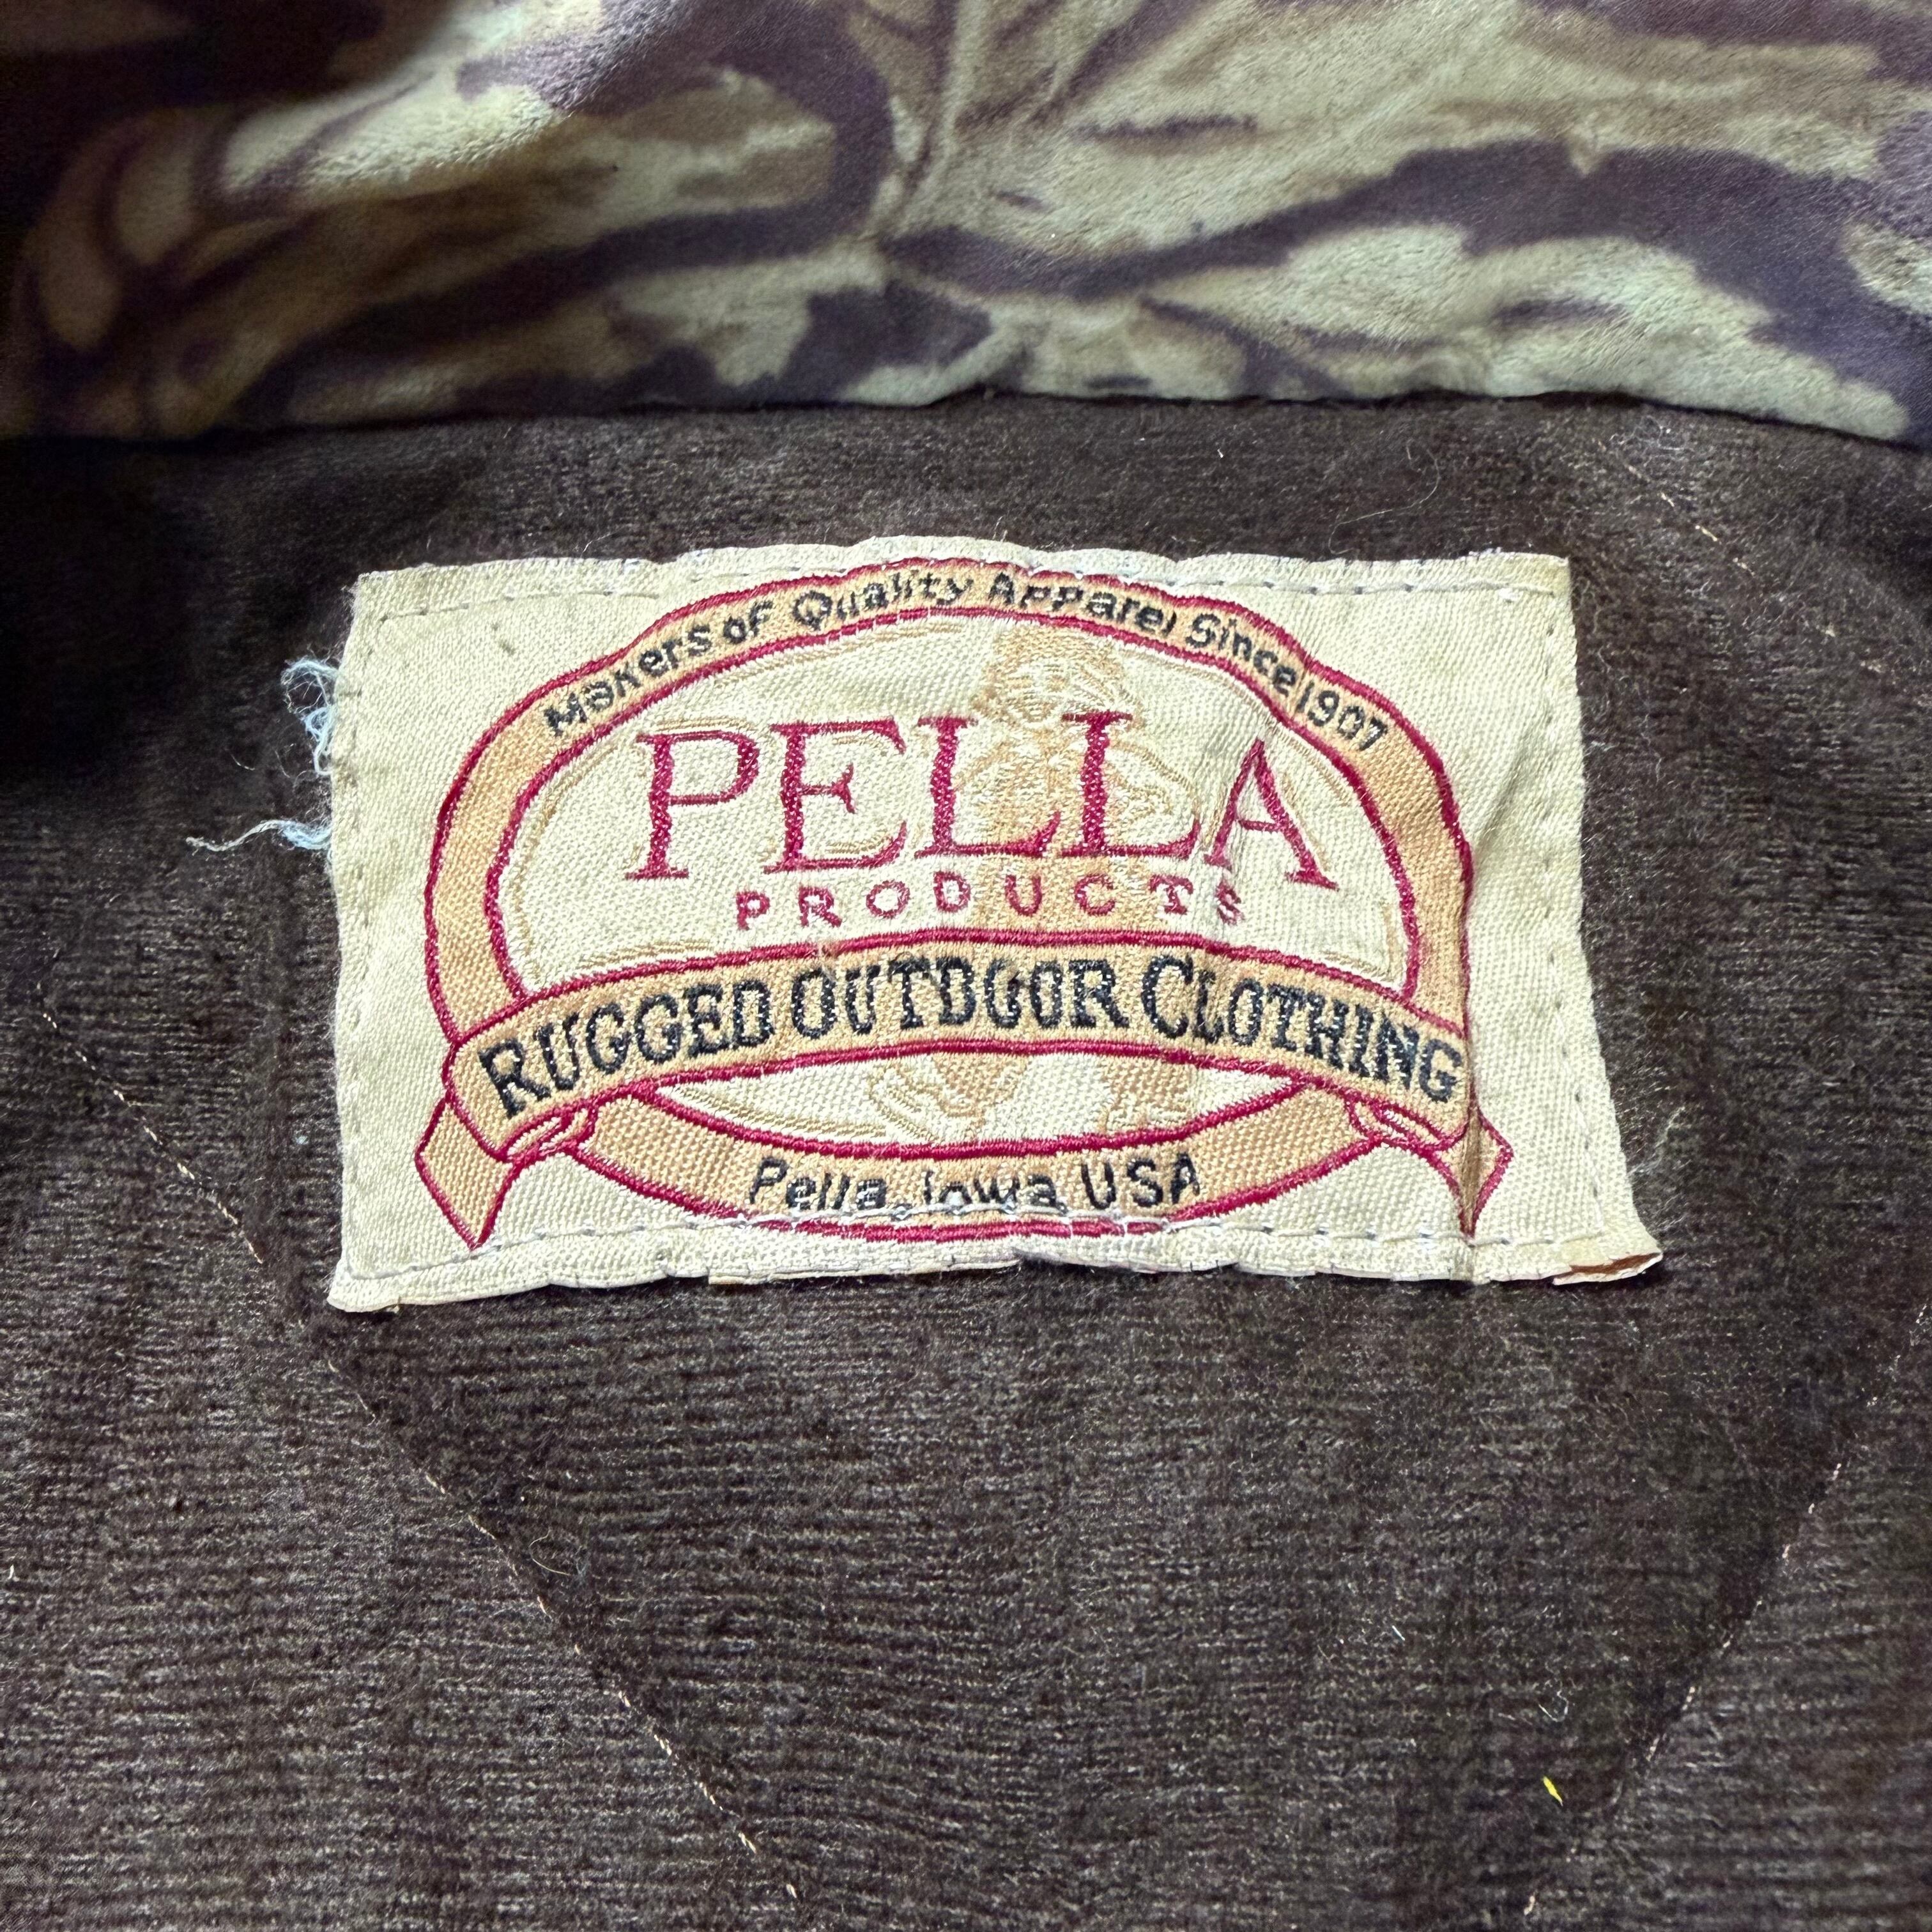 Makers of Quality Apparel Since 1907
PELLA
PRODUCTS
RUGGED OUTDOOR CLOTHING
Pella, Iowa USA